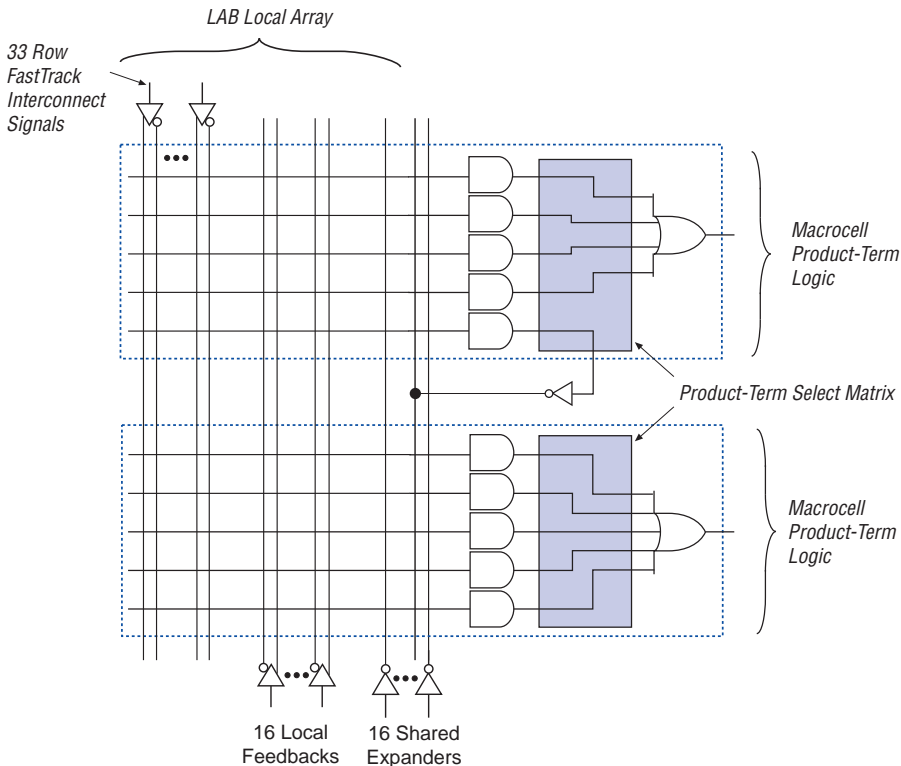 LAB Local Array
33 Row
FastTrack
Interconnect
Signals
Macrocell
Product-Term
Logic
Product-Term Select Matrix
Macrocell
Product-Term
Logic
16 Local
Feedbacks
16 Shared
Expanders